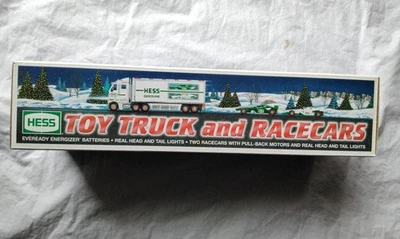 HESS
GASOLINE
HESS
TOY TRUCK and RACECARS
EVEREADY ENERGIZER® BATTERIES • REAL HEAD AND TAIL LIGHTS • TWO RACECARS WITH PULL-BACK MOTORS AND REAL HEAD AND TAIL LIGHTS